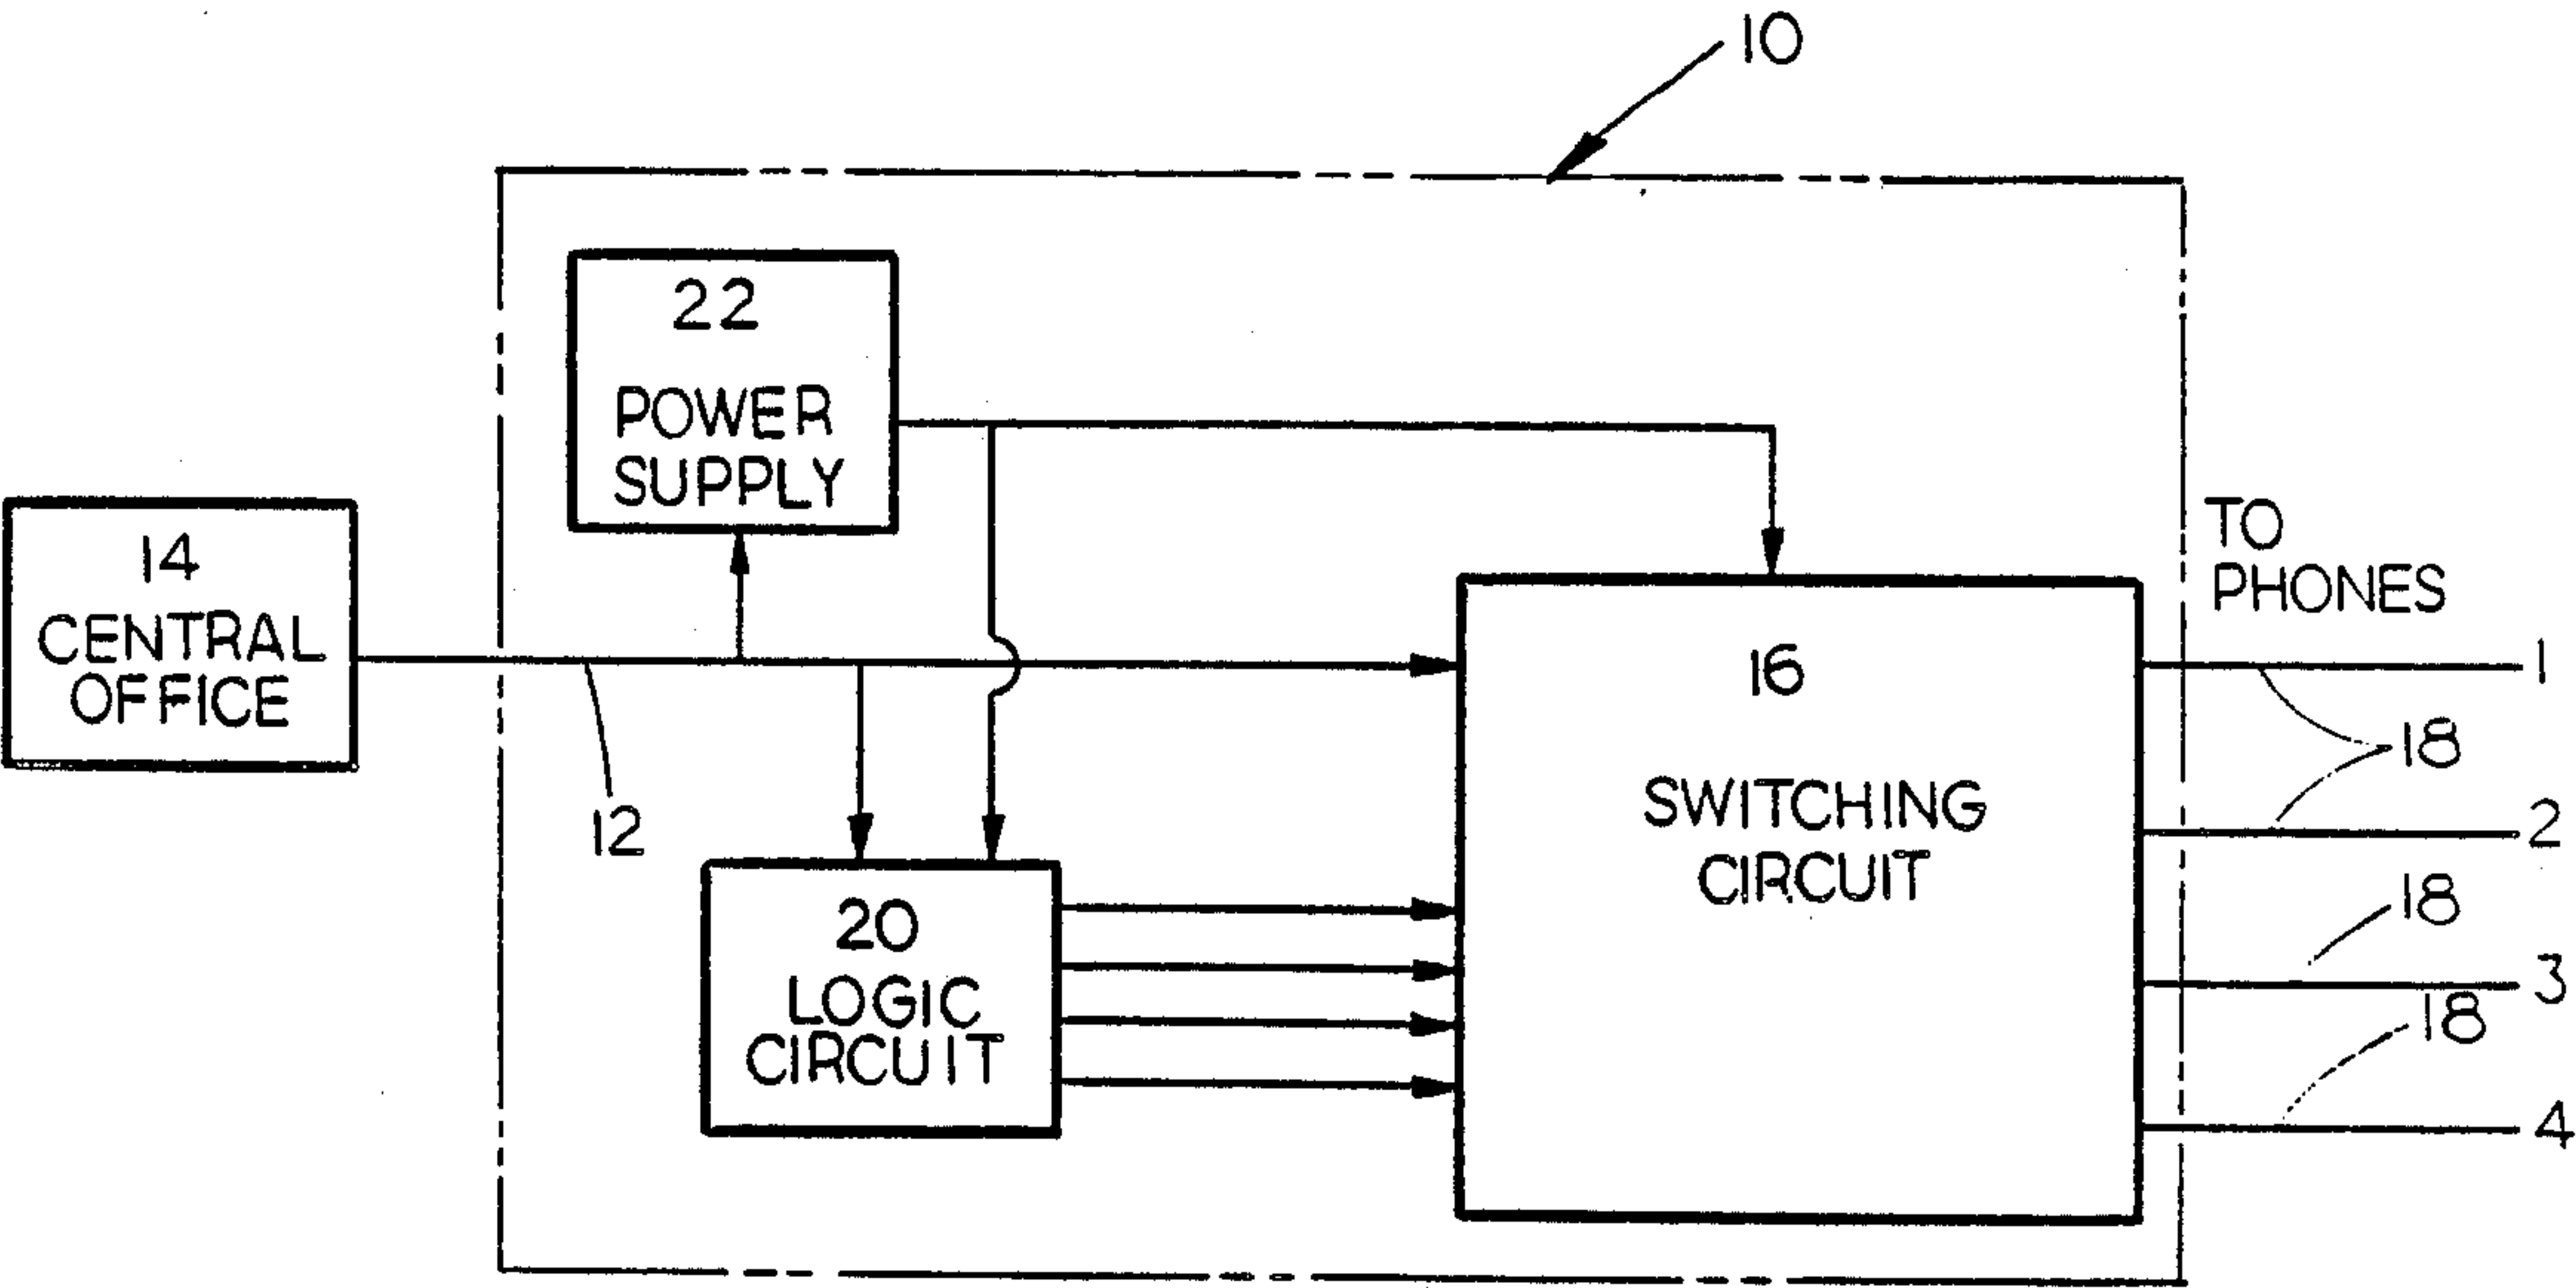 10
22
POWER
SUPPLY
14
CENTRAL
OFFICE
12
20
LOGIC
CIRCUIT
16
SWITCHING
CIRCUIT
TO
PHONES
1
18
2
18
3
18
4